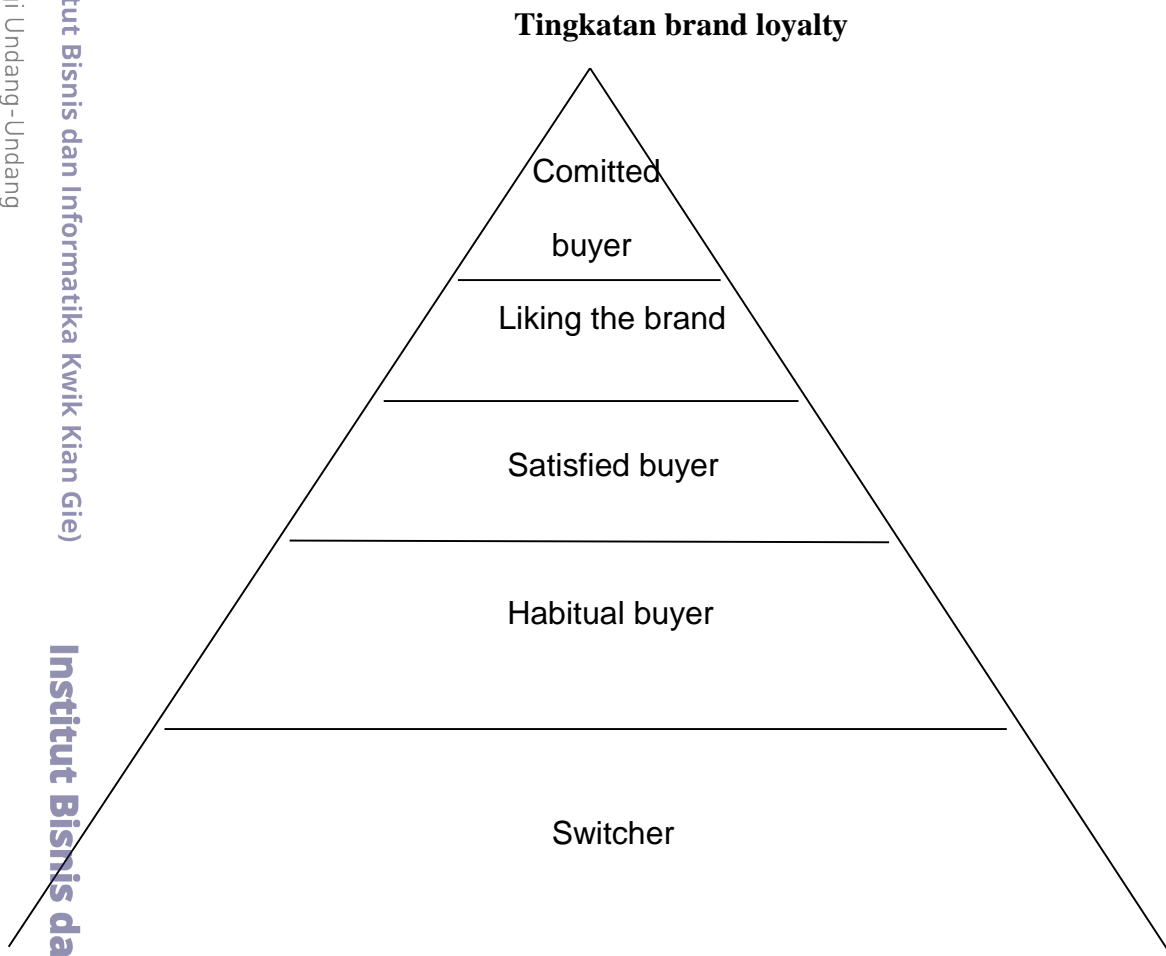 Tingkatan brand loyalty
Comitted
buyer
Liking the brand
Satisfied buyer
Habitual buyer
Switcher
tut Bisnis dan Informatika Kwik Kian Gie)
gi Undang-Undang
Institut Bisnis da